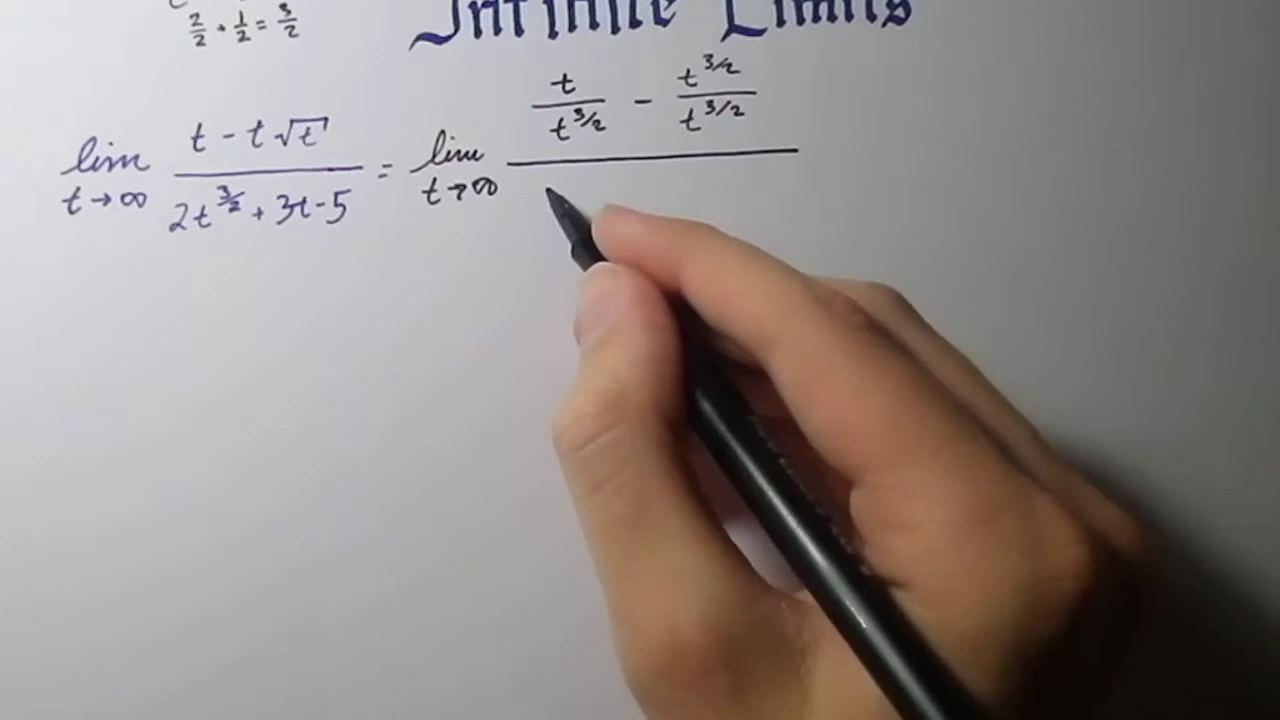 2/2 + 1/2 = 3/2
Infinite Limits
lim t→∞ (t - t√t)/(2t^(3/2) + 3t - 5) = lim t→∞ (t/t^(3/2) - t^(3/2)/t^(3/2))